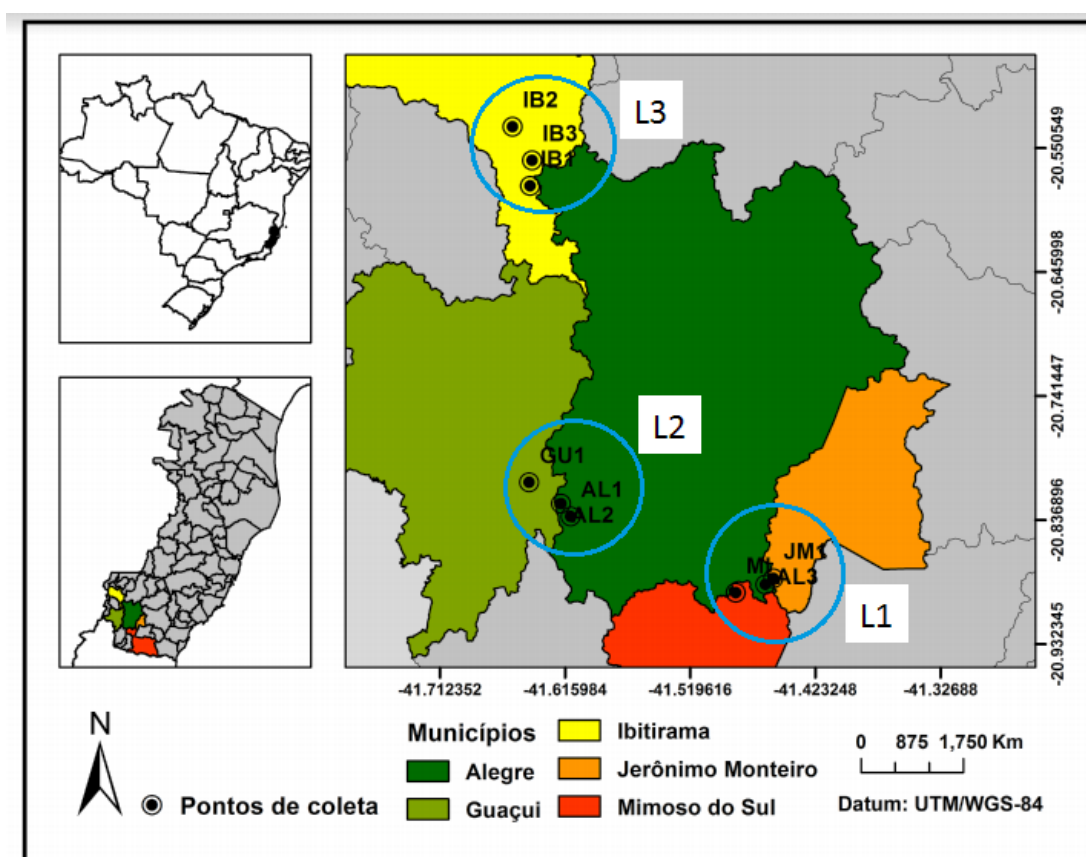 IB2
L3
IB3
IB1
-20.550549
-20.645998
-20.741447
L2
GU1
AL1
AL2
-20.836896
JM1
AL3
L1
-20.932345
-41.712352
-41.615984
-41.519616
-41.423248
-41.32688
N
Municípios
Ibitirama
Alegre
Jerônimo Monteiro
Guaçui
Mimoso do Sul
Pontos de coleta
0 875 1,750 Km
Datum: UTM/WGS-84